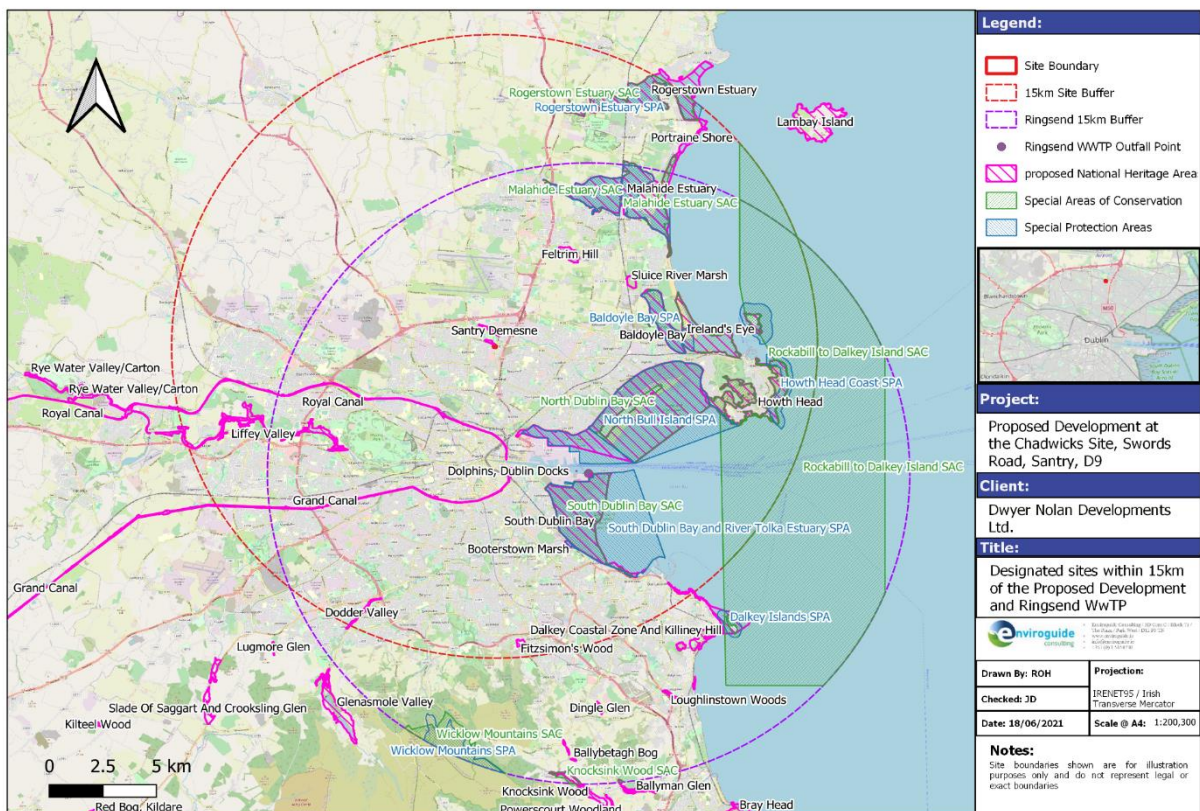 Rogerstown Estuary SAC
Rogerstown Estuary
Rogerstown Estuary SPA
Lambay Island
Portraine Shore
Malahide Estuary SAC
Malahide Estuary
Malahide Estuary SAC
Feltrim Hill
Sluice River Marsh
Baldoyle Bay SPA
Santry Demesne
Ireland's Eye
Baldoyle Bay
Rockabill to Dalkey Island SAC
Rye Water Valley/Carton
Rye Water Valley/Carton
Howth Head Coast SPA
Royal Canal
Royal Canal
North Dublin Bay SAC
Howth Head
North Bull Island SPA
Liffey Valley
Dolphins, Dublin Docks
Rockabill to Dalkey Island SAC
Grand Canal
South Dublin Bay SAC
South Dublin Bay
South Dublin Bay and River Tolka Estuary SPA
Booterstown Marsh
Grand Canal
Dodder Valley
Dalkey Islands SPA
Dalkey Coastal Zone And Killiney Hill
Fitzsimon's Wood
Lugmore Glen
Glenasmole Valley
Loughlinstown Woods
Slade Of Saggart And Crooksling Glen
Dingle Glen
Kilteel Wood
Wicklow Mountains SAC
Wicklow Mountains SPA
Ballybetagh Bog
Knocksink Wood SAC
Knocksink Wood
Ballyman Glen
Powerscourt Woodland
Bray Head
Red Bog, Kildare
0 2.5 5 km
Legend:
Site Boundary
15km Site Buffer
Ringsend 15km Buffer
Ringsend WWTP Outfall Point
proposed National Heritage Area
Special Areas of Conservation
Special Protection Areas
Dublin
Project:
Proposed Development at
the Chadwicks Site, Swords
Road, Santry, D9
Client:
Dwyer Nolan Developments
Ltd.
Title:
Designated sites within 15km
of the Proposed Development
and Ringsend WwTP
enviroguide
consulting
Drawn By: ROH
Projection:
IRENET95 / Irish
Transverse Mercator
Checked: JD
Date: 18/06/2021
Scale @ A4: 1:200,300
Notes:
Site boundaries shown are for illustration
purposes only and do not represent legal or
exact boundaries